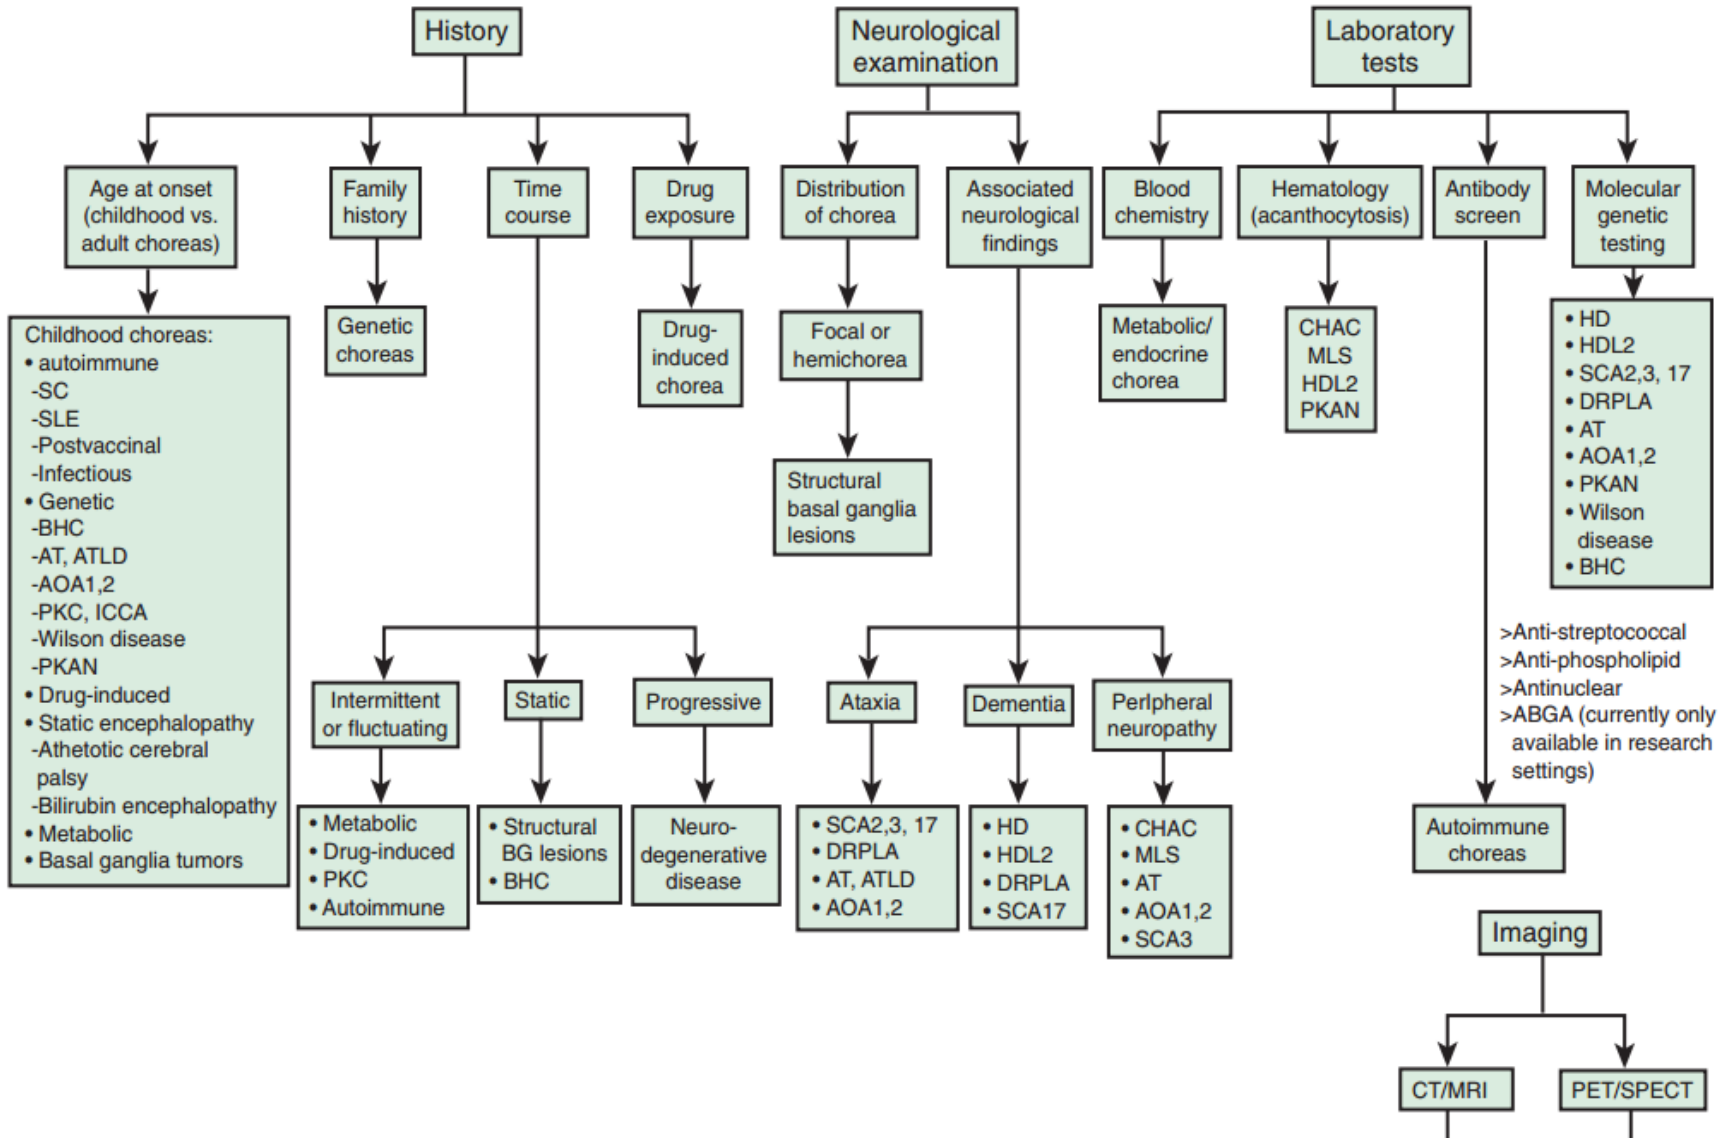 History
Age at onset
(childhood vs.
adult choreas)
Childhood choreas:
• autoimmune
-SC
-SLE
-Postvaccinal
-Infectious
• Genetic
-BHC
-AT, ATLD
-AOA1,2
-PKC, ICCA
-Wilson disease
-PKAN
• Drug-induced
• Static encephalopathy
-Athetotic cerebral
palsy
-Bilirubin encephalopathy
• Metabolic
• Basal ganglia tumors
Family
history
Genetic
choreas
Time
course
Intermittent
or fluctuating
• Metabolic
• Drug-induced
• PKC
• Autoimmune
Static
• Structural
BG lesions
• BHC
Progressive
Neuro-
degenerative
disease
Drug
exposure
Drug-
induced
chorea
Neurological
examination
Distribution
of chorea
Focal or
hemichorea
Structural
basal ganglia
lesions
Associated
neurological
findings
Ataxia
• SCA2,3, 17
• DRPLA
• AT, ATLD
• AOA1,2
Dementia
• HD
• HDL2
• DRPLA
• SCA17
PerIpheral
neuropathy
• CHAC
• MLS
• AT
• AOA1,2
• SCA3
Laboratory
tests
Blood
chemistry
Metabolic/
endocrine
chorea
Hematology
(acanthocytosis)
CHAC
MLS
HDL2
PKAN
Antibody
screen
>Anti-streptococcal
>Anti-phospholipid
>Antinuclear
>ABGA (currently only
available in research
settings)
Autoimmune
choreas
Molecular
genetic
testing
• HD
• HDL2
• SCA2,3, 17
• DRPLA
• AT
• AOA1,2
• PKAN
• Wilson
disease
• BHC
Imaging
CT/MRI
PET/SPECT